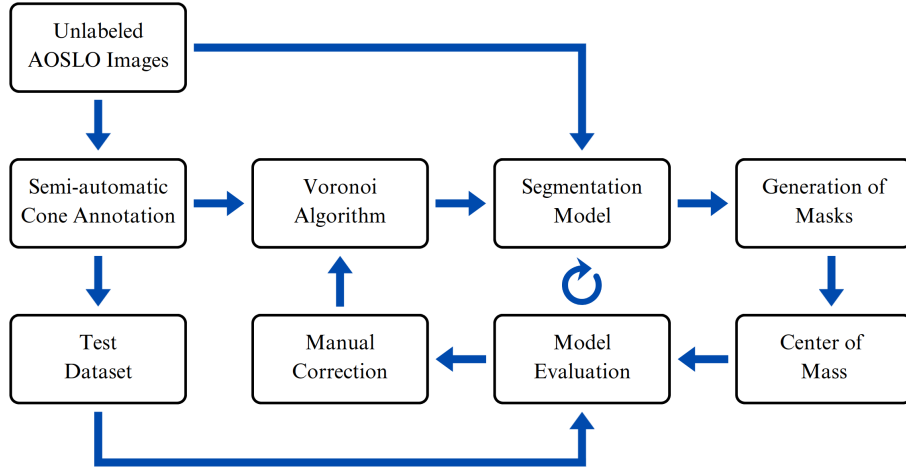 Unlabeled
AOSLO Images
Semi-automatic
Cone Annotation
Voronoi
Algorithm
Segmentation
Model
Generation of
Masks
Test
Dataset
Manual
Correction
Model
Evaluation
Center of
Mass